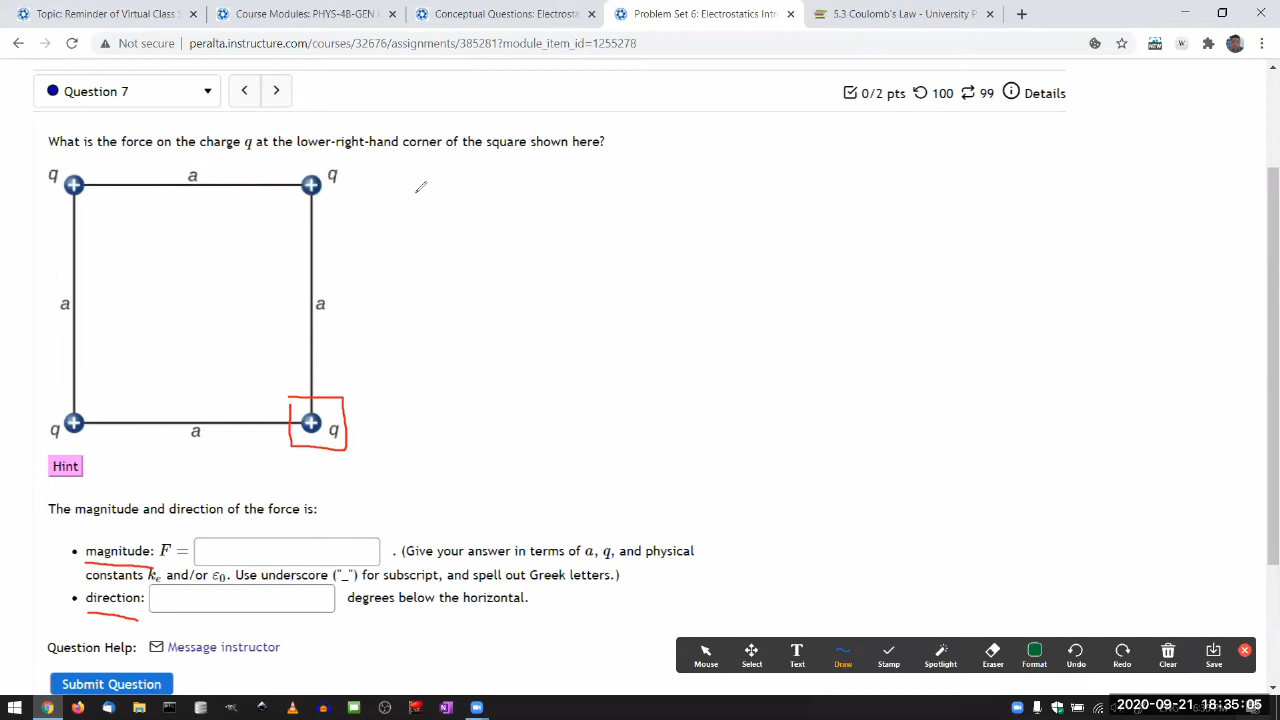 Topic: Reminder of Virtual Class S
Course Modules: PHYS-4B-GEN
Conceptual Questions: Electrosta
Problem Set 6: Electrostatics Intr
5.3 Coulomb's Law - University P
Not secure | peralta.instructure.com/courses/32676/assignments/385281?module_item_id=1255278
NEW
W
Question 7
0/2 pts 100 99 Details
What is the force on the charge q at the lower-right-hand corner of the square shown here?
q a q
a a
q a q
Hint
The magnitude and direction of the force is:
• magnitude: F = . (Give your answer in terms of a, q, and physical
constants k_e and/or ε_0. Use underscore ("_") for subscript, and spell out Greek letters.)
• direction: degrees below the horizontal.
Question Help: Message instructor
Submit Question
Mouse Select Text Draw Stamp Spotlight Eraser Format Undo Redo Clear Save
2020-09-21 18:35:05